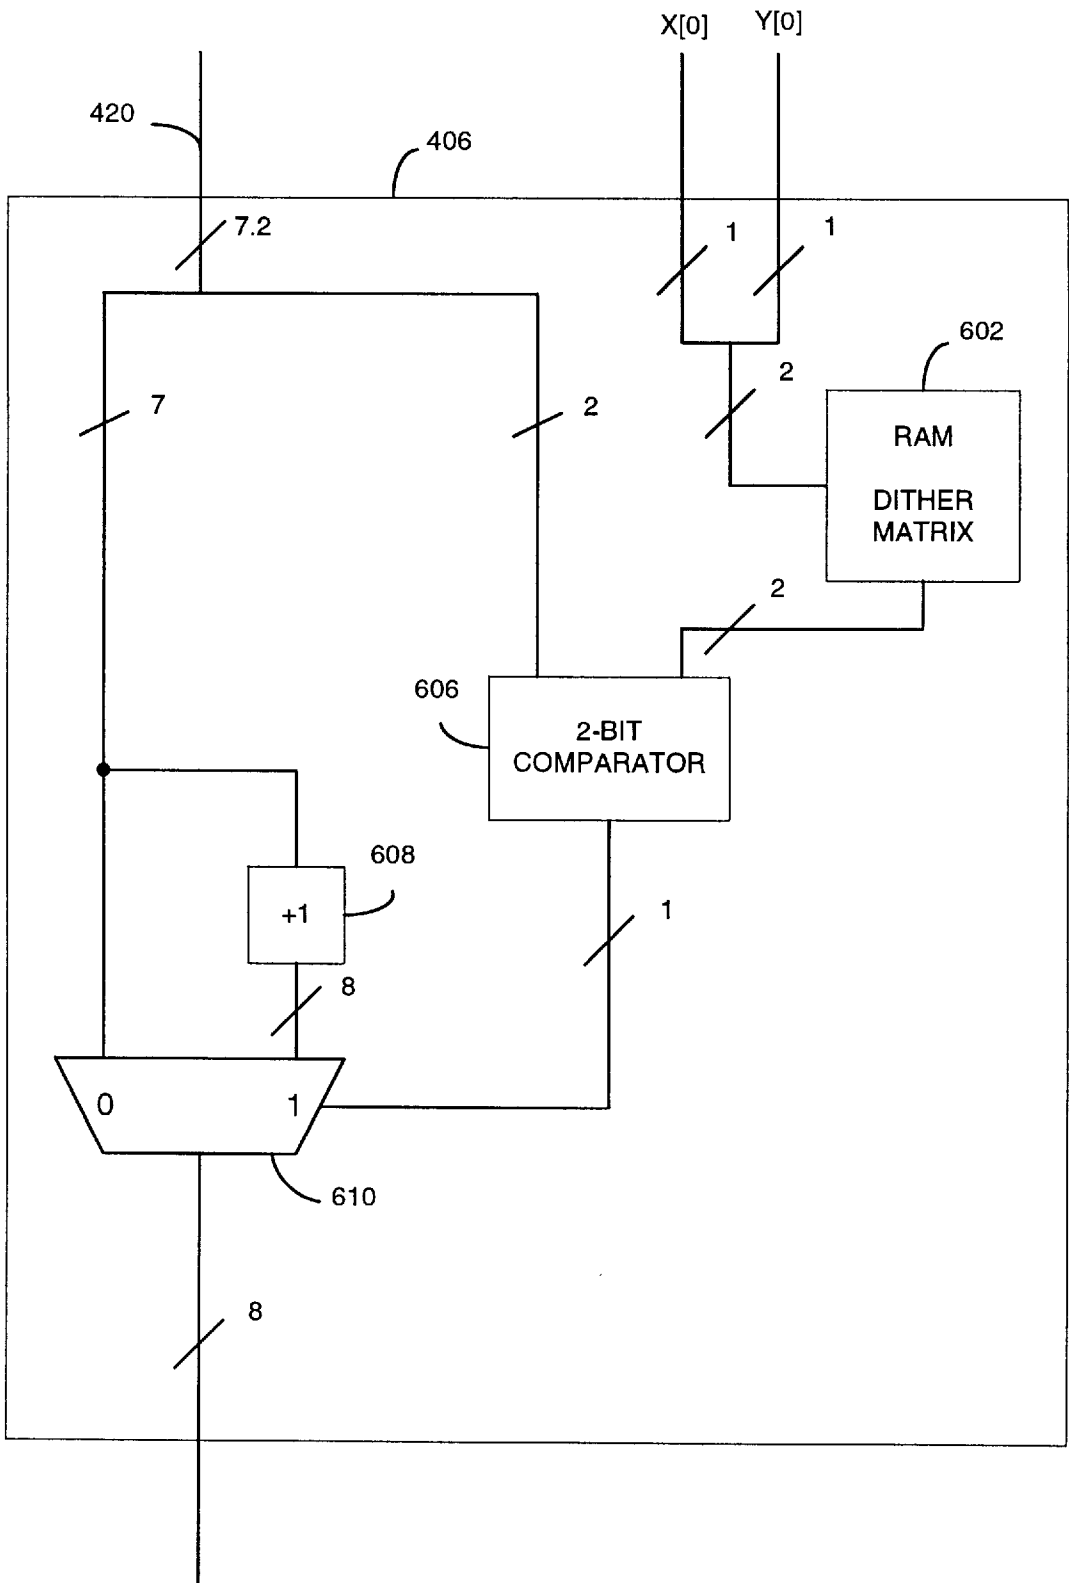 X[0] Y[0]
420
406
7.2
1 1
602
2
7
2
RAM
DITHER
MATRIX
2
606
2-BIT
COMPARATOR
608
+1
1
8
0 1
610
8